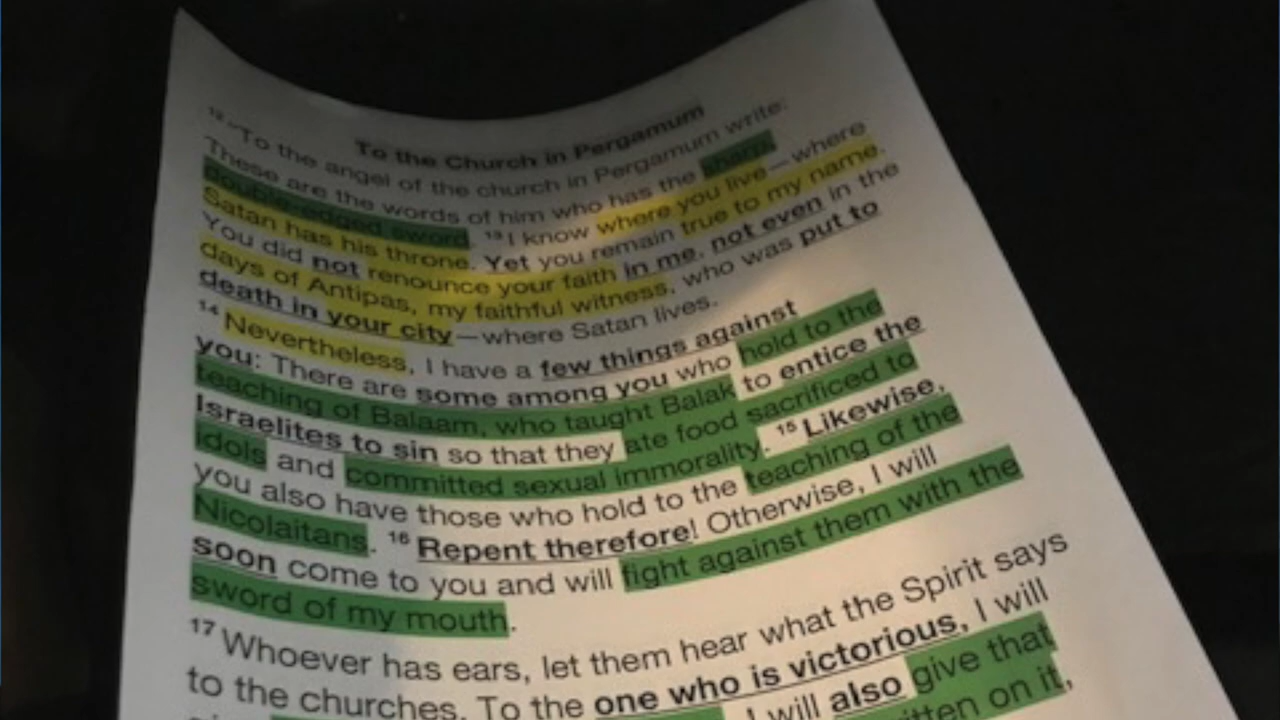 To the Church in Pergamum
¹² "To the angel of the church in Pergamum write:
These are the words of him who has the sharp,
double-edged sword. ¹³ I know where you live—where
Satan has his throne. Yet you remain true to my name.
You did not renounce your faith in me, not even in the
days of Antipas, my faithful witness, who was put to
death in your city—where Satan lives.
¹⁴ Nevertheless, I have a few things against
you: There are some among you who hold to the
teaching of Balaam, who taught Balak to entice the
Israelites to sin so that they ate food sacrificed to
idols and committed sexual immorality. ¹⁵ Likewise,
you also have those who hold to the teaching of the
Nicolaitans. ¹⁶ Repent therefore! Otherwise, I will
soon come to you and will fight against them with the
sword of my mouth.
¹⁷ Whoever has ears, let them hear what the Spirit says
to the churches. To the one who is victorious, I will
I will also give that
written on it,